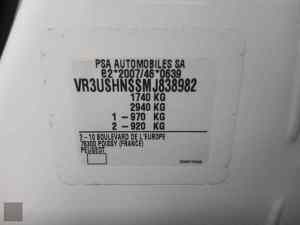 PSA AUTOMOBILES SA
e2*2007/46*0639
VR3USHNSSMJ838982
1740 KG
2940 KG
1 - 970 KG
2 - 920 KG
2-10 BOULEVARD DE L'EUROPE
78300 POISSY (FRANCE)
PEUGEOT